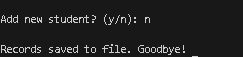 Add new student? (y/n): n
Records saved to file. Goodbye!